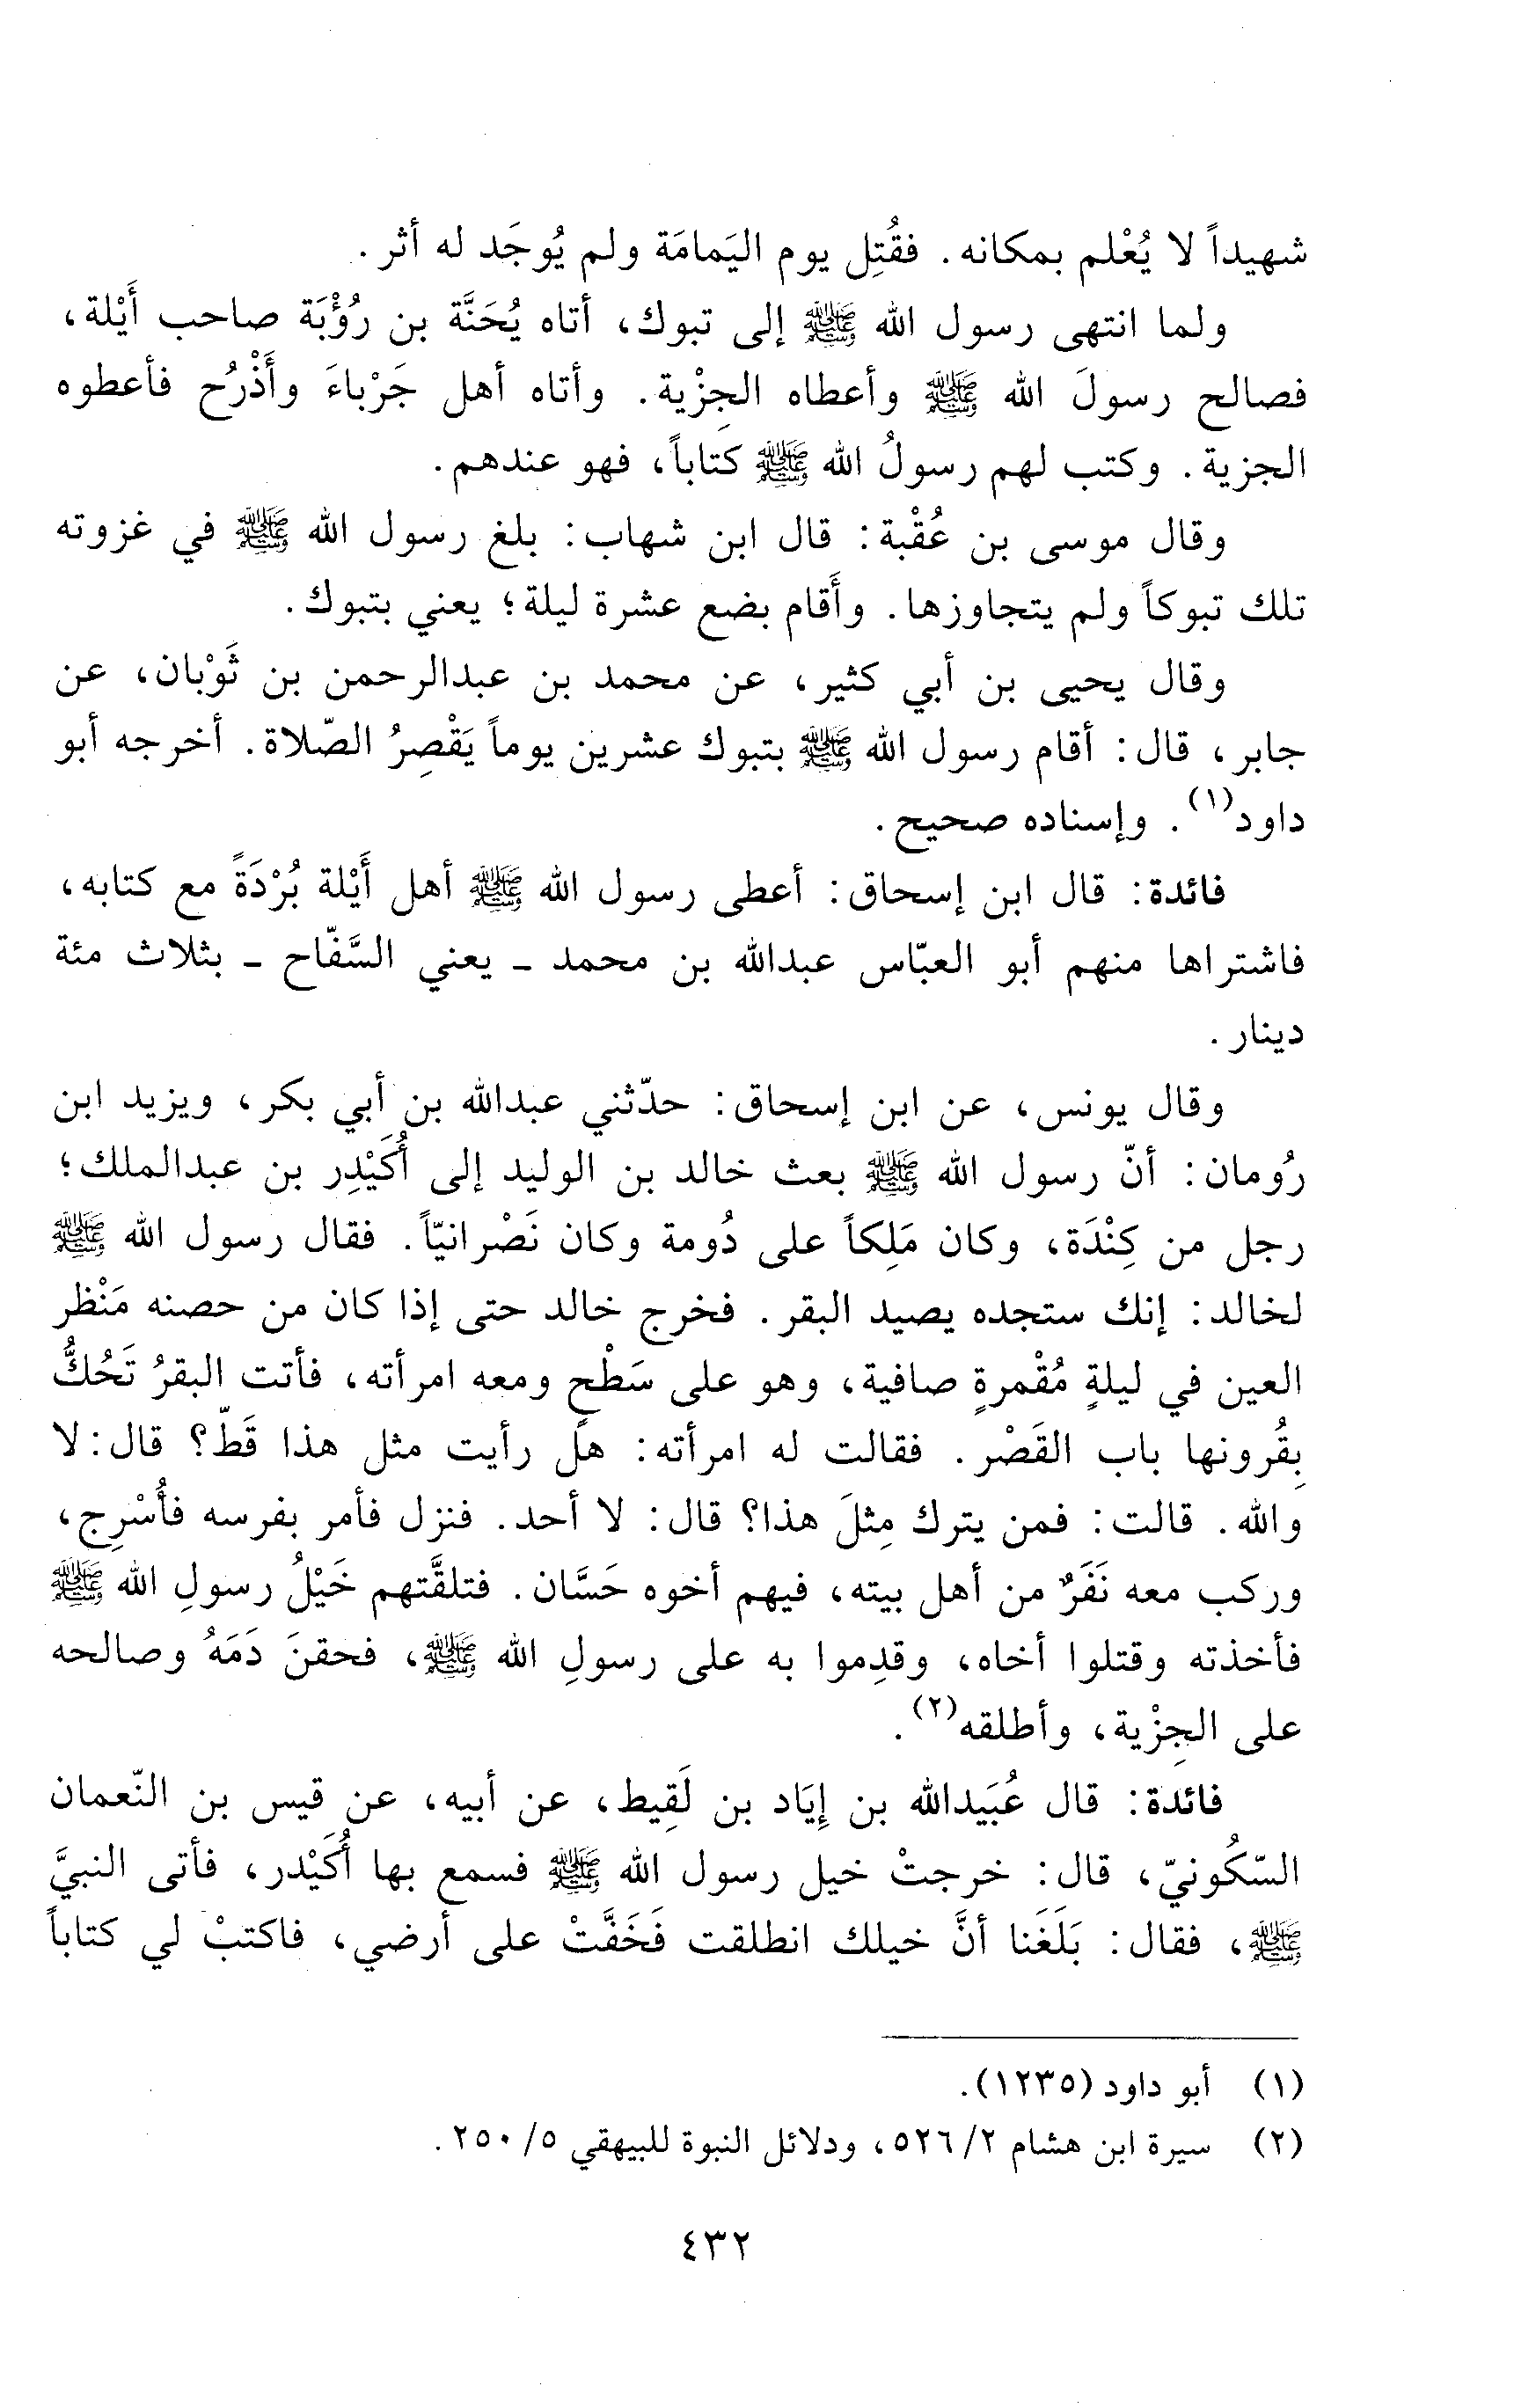 شهيداً لا يُعْلم بمكانه. فقُتِل يوم اليَمامَة ولم يُوجَد له أثر.
ولما انتهى رسول الله ﷺ إلى تبوك، أتاه يُحَنَّة بن رُؤْبَة صاحب أَيْلة،
فصالح رسولَ الله ﷺ وأعطاه الجِزْية. وأتاه أهل جَرْباءَ وأَذْرُح فأعطوه
الجزية. وكتب لهم رسولُ الله ﷺ كتاباً، فهو عندهم.
وقال موسى بن عُقْبة: قال ابن شهاب: بلغ رسول الله ﷺ في غزوته
تلك تبوكاً ولم يتجاوزها. وأَقام بضع عشرة ليلة؛ يعني بتبوك.
وقال يحيى بن أبي كثير، عن محمد بن عبدالرحمن بن ثَوْبان، عن
جابر، قال: أقام رسول الله ﷺ بتبوك عشرين يوماً يَقْصِرُ الصّلاة. أخرجه أبو
داود(١). وإسناده صحيح.
فائدة: قال ابن إسحاق: أعطى رسول الله ﷺ أهل أَيْلة بُرْدَةً مع كتابه،
فاشتراها منهم أبو العبّاس عبدالله بن محمد - يعني السَّفّاح - بثلاث مئة
دينار.
وقال يونس، عن ابن إسحاق: حدّثني عبدالله بن أبي بكر، ويزيد ابن
رُومان: أنّ رسول الله ﷺ بعث خالد بن الوليد إلى أُكَيْدِر بن عبدالملك؛
رجل من كِنْدَة، وكان مَلِكاً على دُومة وكان نَصْرانيّاً. فقال رسول الله ﷺ
لخالد: إنك ستجده يصيد البقر. فخرج خالد حتى إذا كان من حصنه مَنْظر
العين في ليلةٍ مُقْمرةٍ صافية، وهو على سَطْحٍ ومعه امرأته، فأتت البقرُ تَحُكُّ
بِقُرونها باب القَصْر. فقالت له امرأته: هل رأيت مثل هذا قَطّ؟ قال: لا
والله. قالت: فمن يترك مِثلَ هذا؟ قال: لا أحد. فنزل فأمر بفرسه فأُسْرِج،
وركب معه نَفَرٌ من أهل بيته، فيهم أخوه حَسَّان. فتلقَّتهم خَيْلُ رسولِ الله ﷺ
فأخذته وقتلوا أخاه، وقدِموا به على رسولِ الله ﷺ، فحقنَ دَمَهُ وصالحه
على الجِزْية، وأطلقه(٢).
فائدة: قال عُبَيدالله بن إِيَاد بن لَقِيط، عن أبيه، عن قيس بن النّعمان
السّكُونيّ، قال: خرجتْ خيل رسول الله ﷺ فسمع بها أُكَيْدر، فأتى النبيَّ
ﷺ، فقال: بَلَغَنا أنَّ خيلك انطلقت فَخَفَّتْ على أرضي، فاكتبْ لي كتاباً
(١) أبو داود (١٢٣٥).
(٢) سيرة ابن هشام ٢/ ٥٢٦، ودلائل النبوة للبيهقي ٥/ ٢٥٠.
٤٣٢